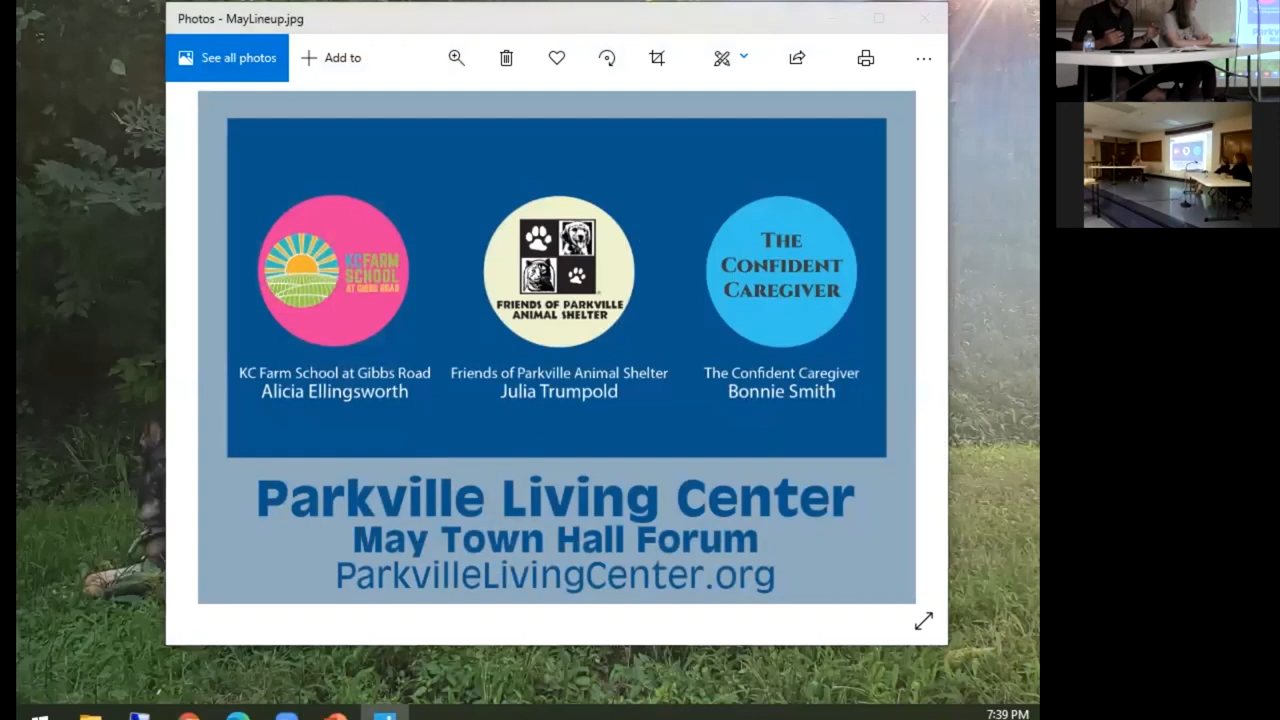 Photos - MayLineup.jpg
See all photos
Add to
KC FARM
SCHOOL
AT GIBBS ROAD
FRIENDS OF PARKVILLE
ANIMAL SHELTER
THE
CONFIDENT
CAREGIVER
KC Farm School at Gibbs Road
Alicia Ellingsworth
Friends of Parkville Animal Shelter
Julia Trumpold
The Confident Caregiver
Bonnie Smith
Parkville Living Center
May Town Hall Forum
ParkvilleLivingCenter.org
7:39 PM